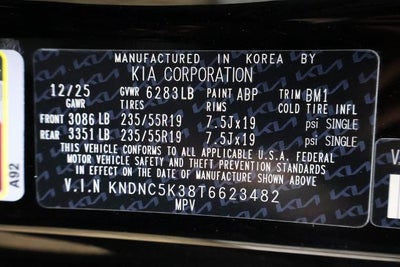 MANUFACTURED IN KOREA BY
KIA CORPORATION
12/25 GVWR 6283LB PAINT ABP TRIM BM1
GAWR TIRES RIMS COLD TIRE INFL
FRONT 3086 LB 235/55R19 7.5Jx19 psi SINGLE
REAR 3351 LB 235/55R19 7.5Jx19 psi SINGLE
THIS VEHICLE CONFORMS TO ALL APPLICABLE U.S.A. FEDERAL
MOTOR VEHICLE SAFETY AND THEFT PREVENTION STANDARDS
IN EFFECT ON THE DATE OF MANUFACTURE SHOWN ABOVE
V.I.N KNDNC5K38T6623482
MPV
A92
V.